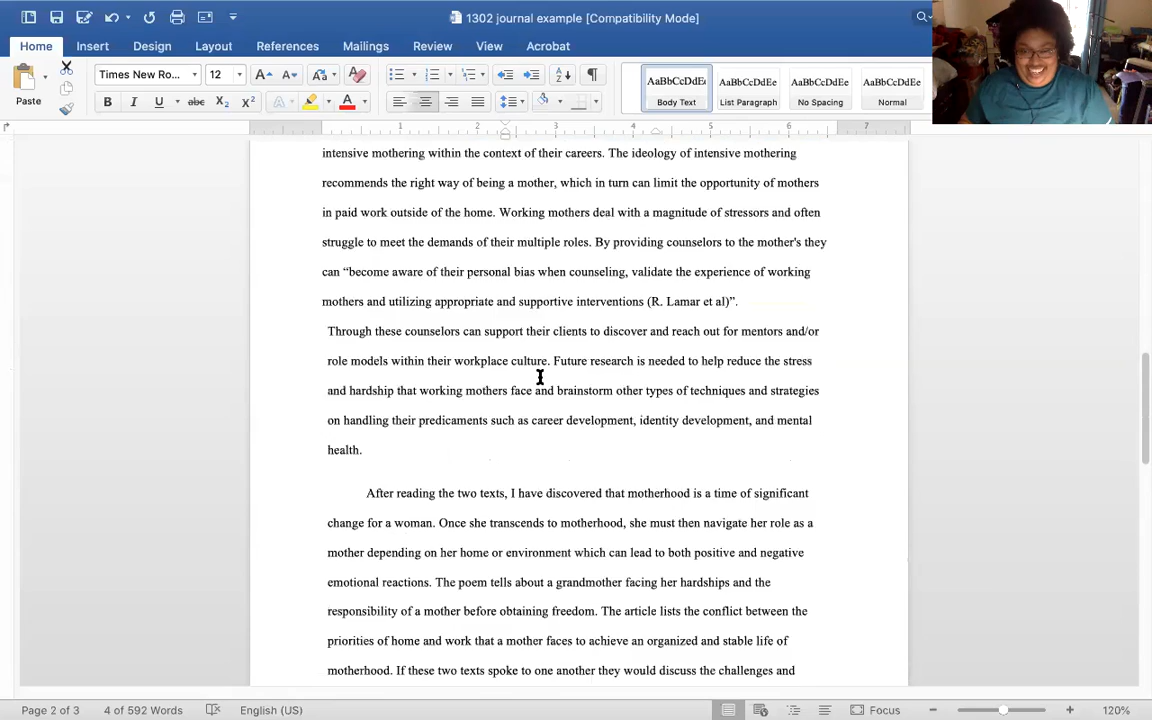 1302 journal example [Compatibility Mode]
Home Insert Design Layout References Mailings Review View Acrobat
Paste
Times New Ro... 12
AaBbCcDdEe AaBbCcDdEe AaBbCcDdEe AaBbCcDdEe
Body Text List Paragraph No Spacing Normal
1 2 3 4 5 6 7
intensive mothering within the context of their careers. The ideology of intensive mothering
recommends the right way of being a mother, which in turn can limit the opportunity of mothers
in paid work outside of the home. Working mothers deal with a magnitude of stressors and often
struggle to meet the demands of their multiple roles. By providing counselors to the mother's they
can “become aware of their personal bias when counseling, validate the experience of working
mothers and utilizing appropriate and supportive interventions (R. Lamar et al)”.
Through these counselors can support their clients to discover and reach out for mentors and/or
role models within their workplace culture. Future research is needed to help reduce the stress
and hardship that working mothers face and brainstorm other types of techniques and strategies
on handling their predicaments such as career development, identity development, and mental
health.
After reading the two texts, I have discovered that motherhood is a time of significant
change for a woman. Once she transcends to motherhood, she must then navigate her role as a
mother depending on her home or environment which can lead to both positive and negative
emotional reactions. The poem tells about a grandmother facing her hardships and the
responsibility of a mother before obtaining freedom. The article lists the conflict between the
priorities of home and work that a mother faces to achieve an organized and stable life of
motherhood. If these two texts spoke to one another they would discuss the challenges and
Page 2 of 3 4 of 592 Words English (US) Focus 120%